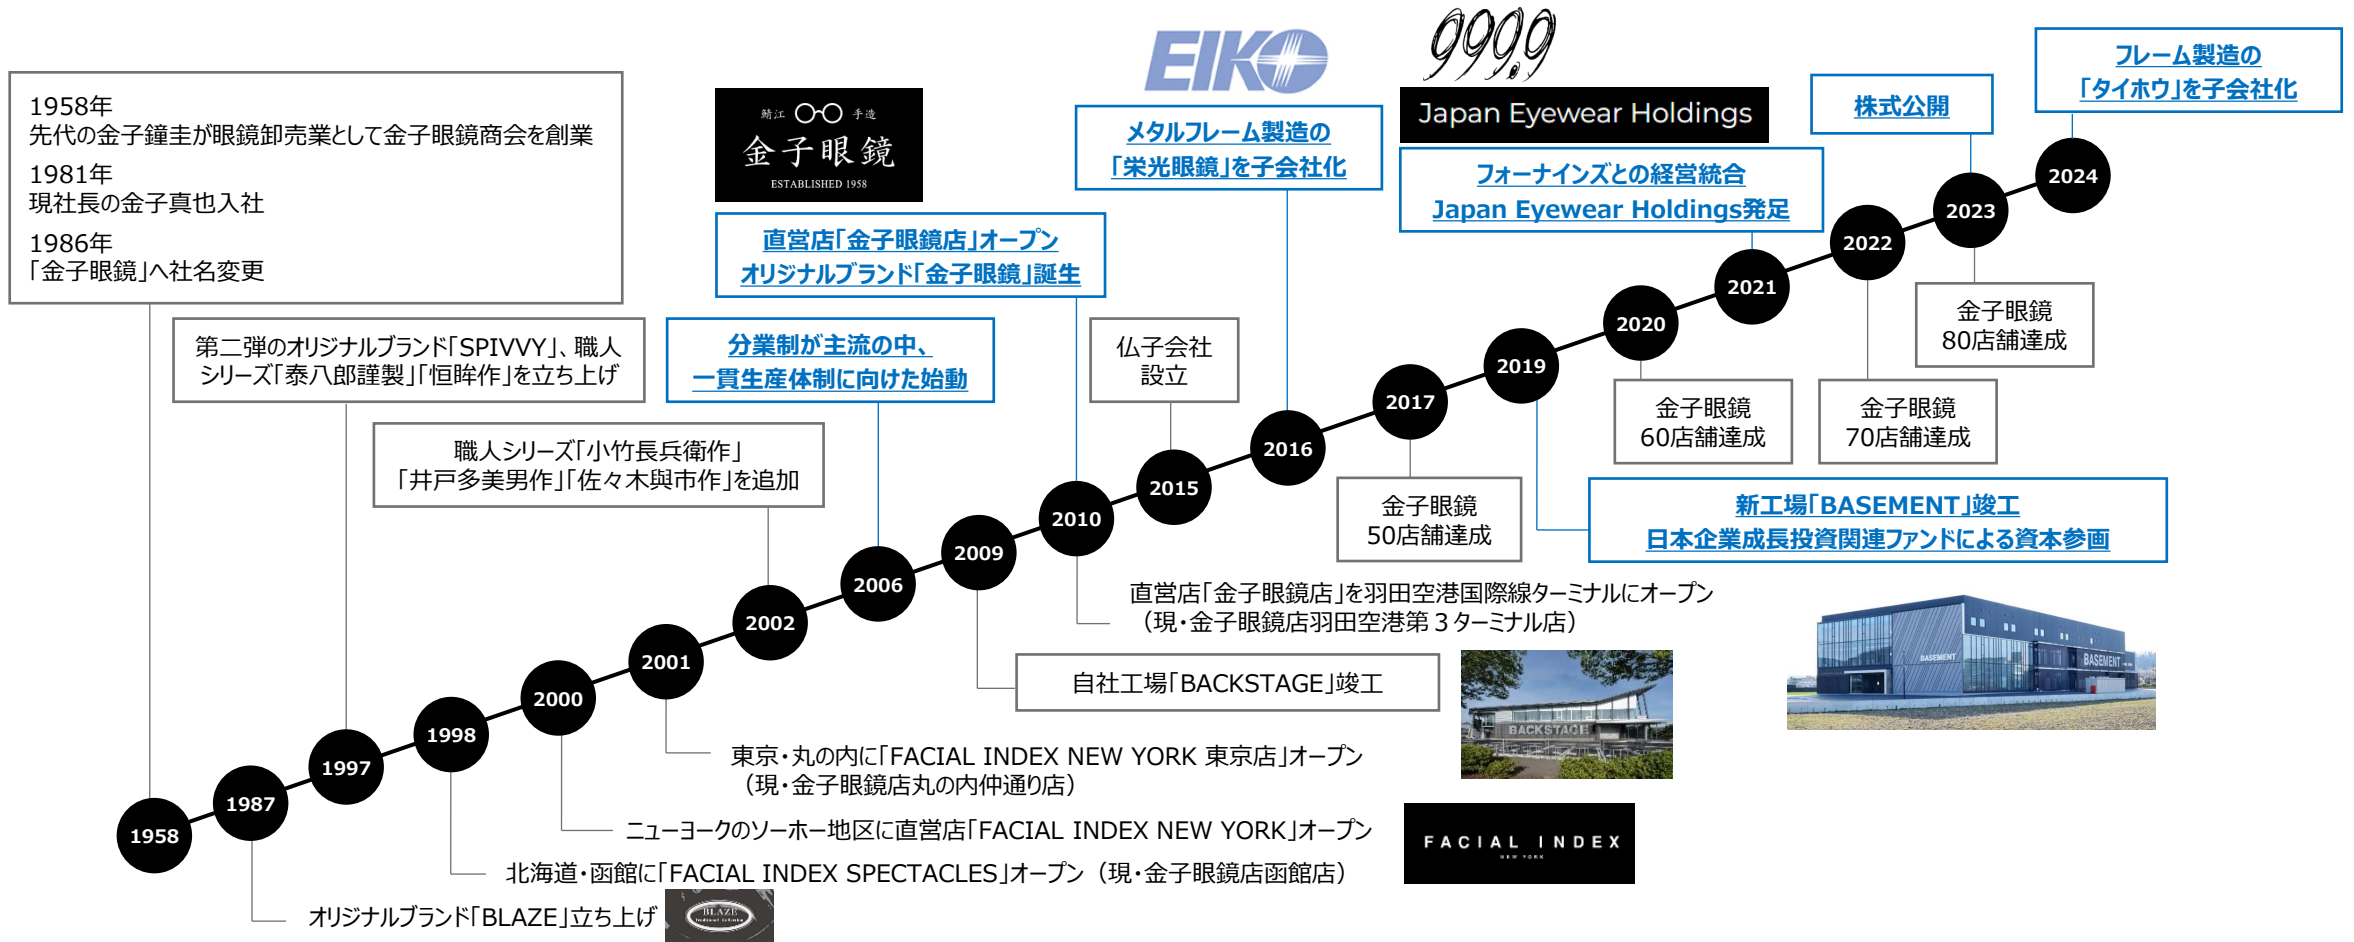 1958年
先代の金子鐘圭が眼鏡卸売業として金子眼鏡商会を創業
1981年
現社長の金子真也入社
1986年
「金子眼鏡」へ社名変更
第二弾のオリジナルブランド「SPIVVY」、職人
シリーズ「泰八郎謹製」「恒眸作」を立ち上げ
職人シリーズ「小竹長兵衛作」
「井戸多美男作」「佐々木與市作」を追加
分業制が主流の中、
一貫生産体制に向けた始動
鯖江 手造
金子眼鏡
ESTABLISHED 1958
直営店「金子眼鏡店」オープン
オリジナルブランド「金子眼鏡」誕生
仏子会社
設立
EIKO
メタルフレーム製造の
「栄光眼鏡」を子会社化
999.9
Japan Eyewear Holdings
フォーナインズとの経営統合
Japan Eyewear Holdings発足
株式公開
フレーム製造の
「タイホウ」を子会社化
1958
1987
1997
1998
2000
2001
2002
2006
2009
2010
2015
2016
2017
2019
2020
2021
2022
2023
2024
金子眼鏡
50店舗達成
金子眼鏡
60店舗達成
金子眼鏡
70店舗達成
金子眼鏡
80店舗達成
新工場「BASEMENT」竣工
日本企業成長投資関連ファンドによる資本参画
直営店「金子眼鏡店」を羽田空港国際線ターミナルにオープン
（現・金子眼鏡店羽田空港第３ターミナル店）
自社工場「BACKSTAGE」竣工
BACKSTAGE
BASEMENT
BASEMENT
東京・丸の内に「FACIAL INDEX NEW YORK 東京店」オープン
（現・金子眼鏡店丸の内仲通り店）
ニューヨークのソーホー地区に直営店「FACIAL INDEX NEW YORK」オープン
FACIAL INDEX
NEW YORK
北海道・函館に「FACIAL INDEX SPECTACLES」オープン（現・金子眼鏡店函館店）
オリジナルブランド「BLAZE」立ち上げ
BLAZE
Traditional Collection